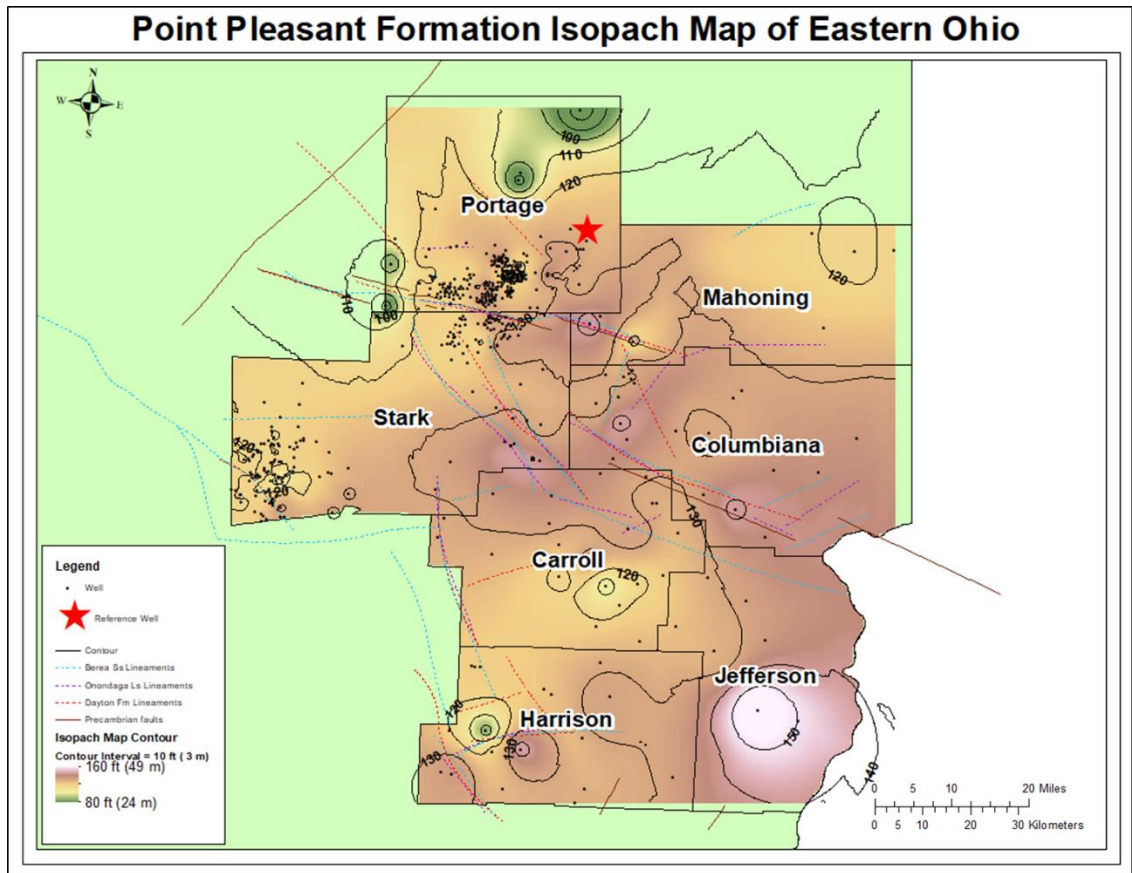 Point Pleasant Formation Isopach Map of Eastern Ohio
N
W E
S
100
110
120
Portage
120
110
100
Mahoning
130
Stark
120
120
Columbiana
130
Carroll
120
Jefferson
120
Harrison
130
130
150
140
Legend
Well
Reference Well
Contour
Berea Ss Lineaments
Onondaga Ls Lineaments
Dayton Fm Lineaments
Precambrian faults
Isopach Map Contour
Contour Interval = 10 ft ( 3 m)
160 ft (49 m)
80 ft (24 m)
0 5 10 20 Miles
0 5 10 20 30 Kilometers